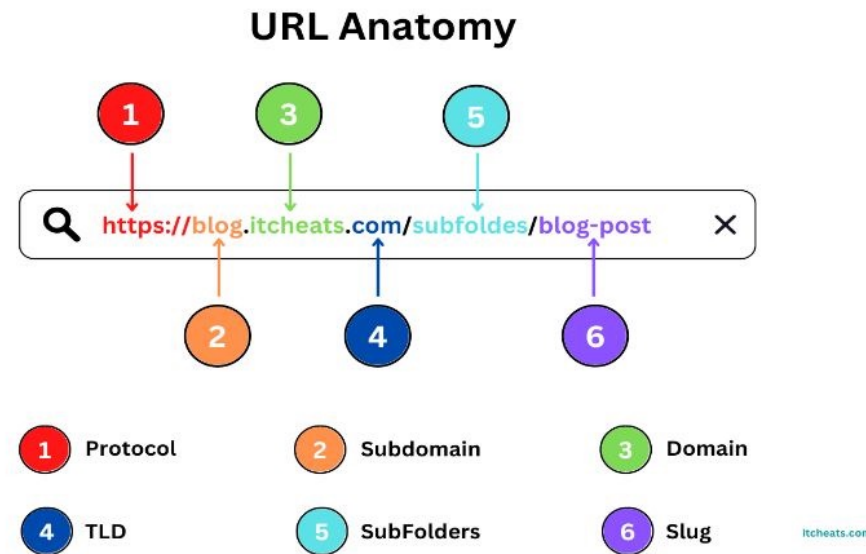 URL Anatomy
1 3 5
https://blog.itcheats.com/subfoldes/blog-post
2 4 6
1 Protocol 2 Subdomain 3 Domain
4 TLD 5 SubFolders 6 Slug
Itcheats.com